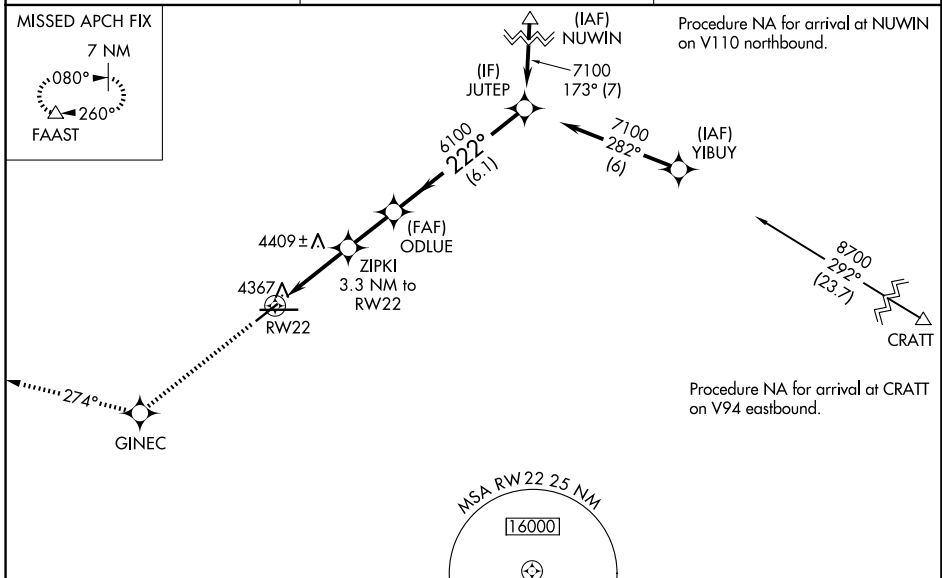 MISSED APCH FIX
7 NM
080°
260°
FAAST
(IAF)
NUWIN
7100
173° (7)
Procedure NA for arrival at NUWIN
on V110 northbound.
(IF)
JUTEP
6100
222°
(6.1)
7100
282°
(6)
(IAF)
YIBUY
(FAF)
ODLUE
4409±
ZIPKI
3.3 NM to
RW22
4367
RW22
8700
292°
(23.7)
CRATT
274°
GINEC
Procedure NA for arrival at CRATT
on V94 eastbound.
MSA RW22 25 NM
16000